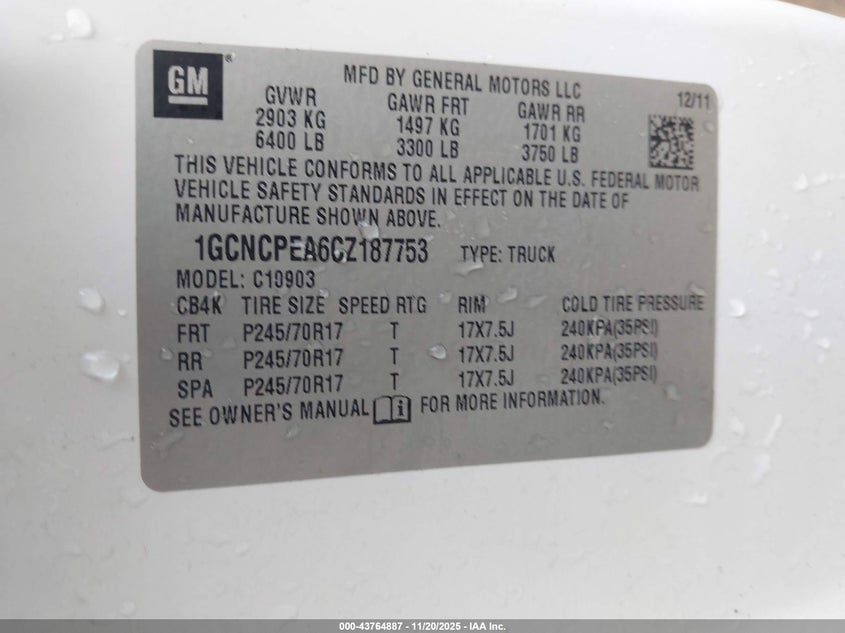 GM
MFD BY GENERAL MOTORS LLC
12/11
GVWR GAWR FRT GAWR RR
2903 KG 1497 KG 1701 KG
6400 LB 3300 LB 3750 LB
THIS VEHICLE CONFORMS TO ALL APPLICABLE U.S. FEDERAL MOTOR
VEHICLE SAFETY STANDARDS IN EFFECT ON THE DATE OF
MANUFACTURE SHOWN ABOVE.
1GCNCPEA6CZ187753 TYPE: TRUCK
MODEL: C10903
CB4K TIRE SIZE SPEED RTG RIM COLD TIRE PRESSURE
FRT P245/70R17 T 17X7.5J 240KPA(35PSI)
RR P245/70R17 T 17X7.5J 240KPA(35PSI)
SPA P245/70R17 T 17X7.5J 240KPA(35PSI)
SEE OWNER'S MANUAL FOR MORE INFORMATION.
000-43764887 - 11/20/2025 - IAA Inc.